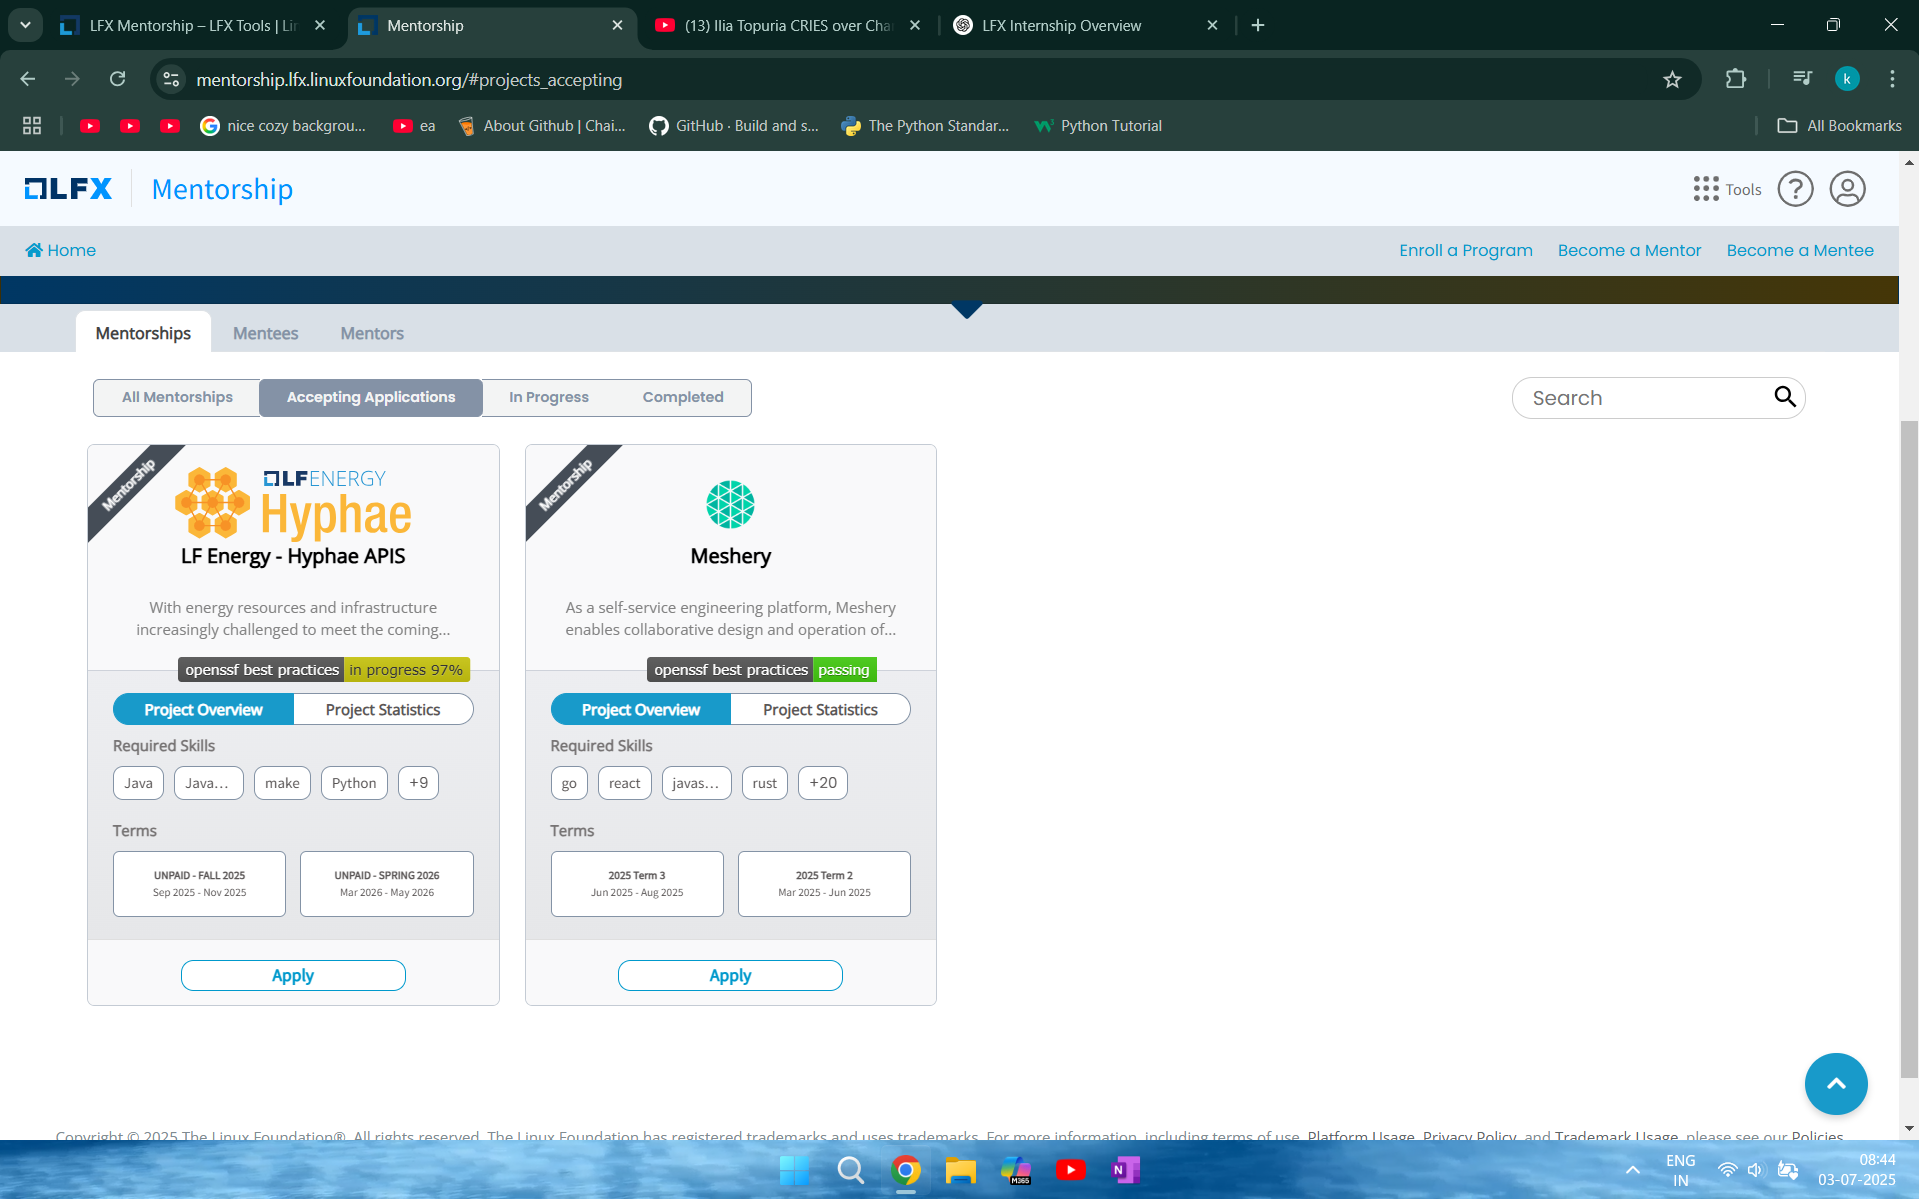 LFX Mentorship – LFX Tools | Lin
Mentorship
(13) Ilia Topuria CRIES over Cha
LFX Internship Overview
mentorship.lfx.linuxfoundation.org/#projects_accepting
k
nice cozy backgrou...
ea
About Github | Chai...
GitHub · Build and s...
The Python Standar...
Python Tutorial
All Bookmarks
LFX
Mentorship
Tools
?
Home
Enroll a Program
Become a Mentor
Become a Mentee
Mentorships
Mentees
Mentors
All Mentorships
Accepting Applications
In Progress
Completed
Search
Mentorship
LFENERGY
Hyphae
LF Energy - Hyphae APIS
With energy resources and infrastructure
increasingly challenged to meet the coming...
openssf best practices in progress 97%
Project Overview
Project Statistics
Required Skills
Java
Java...
make
Python
+9
Terms
UNPAID - FALL 2025
Sep 2025 - Nov 2025
UNPAID - SPRING 2026
Mar 2026 - May 2026
Apply
Mentorship
Meshery
As a self-service engineering platform, Meshery
enables collaborative design and operation of...
openssf best practices passing
Project Overview
Project Statistics
Required Skills
go
react
javas...
rust
+20
Terms
2025 Term 3
Jun 2025 - Aug 2025
2025 Term 2
Mar 2025 - Jun 2025
Apply
Copyright © 2025 The Linux Foundation®. All rights reserved. The Linux Foundation has registered trademarks and uses trademarks. For more information, including terms of use, Platform Usage, Privacy Policy, and Trademark Usage, please see our Policies
M365
N
ENG
IN
08:44
03-07-2025